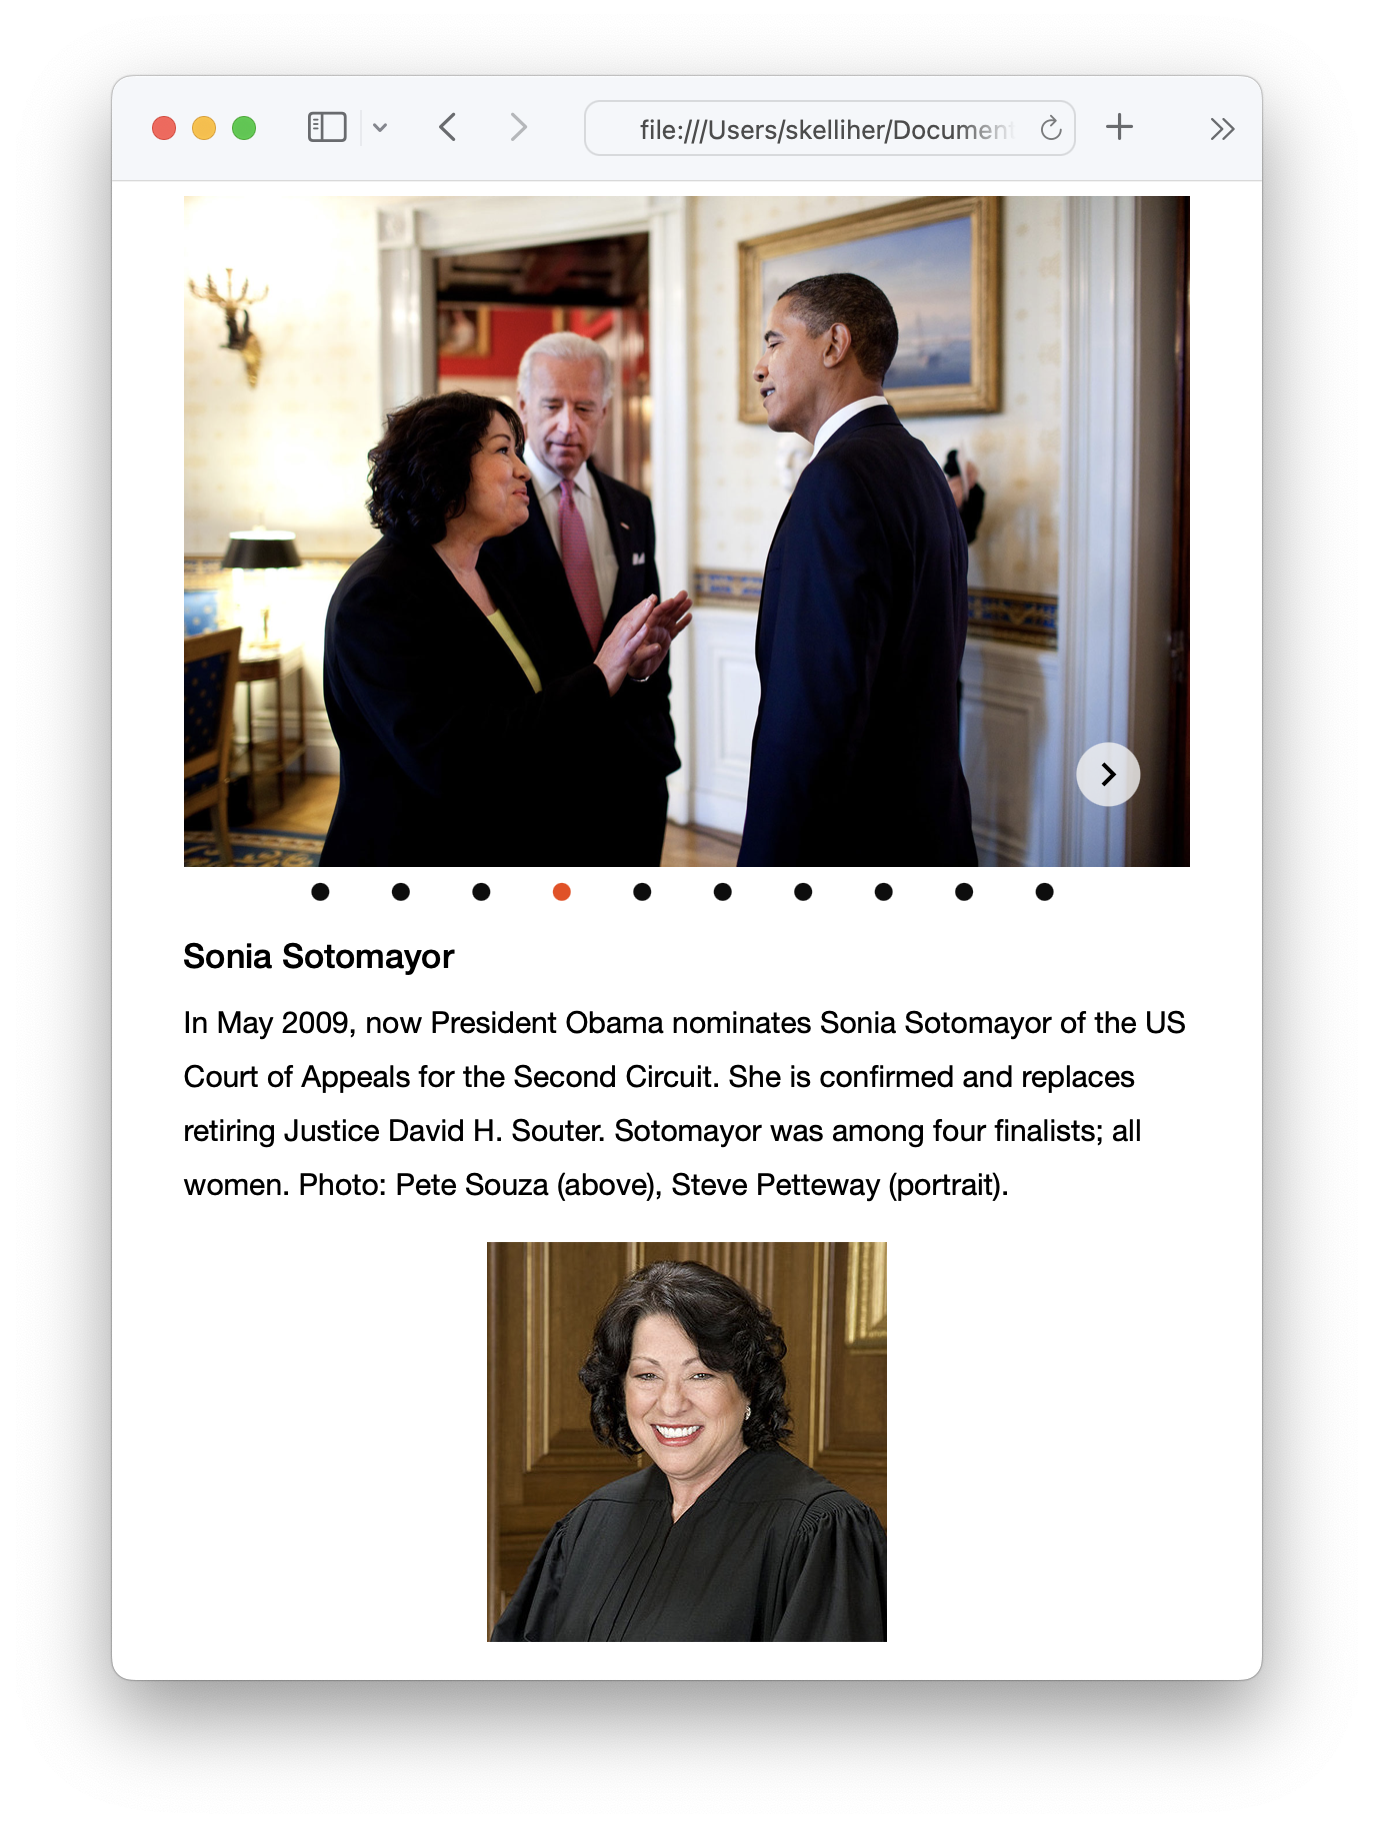 file:///Users/skelliher/Document
Sonia Sotomayor
In May 2009, now President Obama nominates Sonia Sotomayor of the US
Court of Appeals for the Second Circuit. She is confirmed and replaces
retiring Justice David H. Souter. Sotomayor was among four finalists; all
women. Photo: Pete Souza (above), Steve Petteway (portrait).